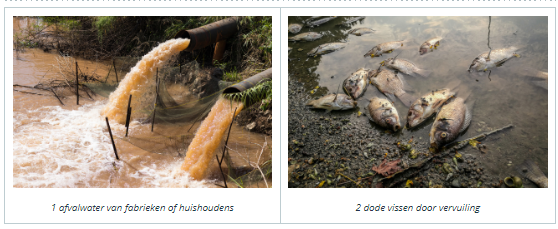 1 afvalwater van fabrieken of huishoudens
2 dode vissen door vervuiling